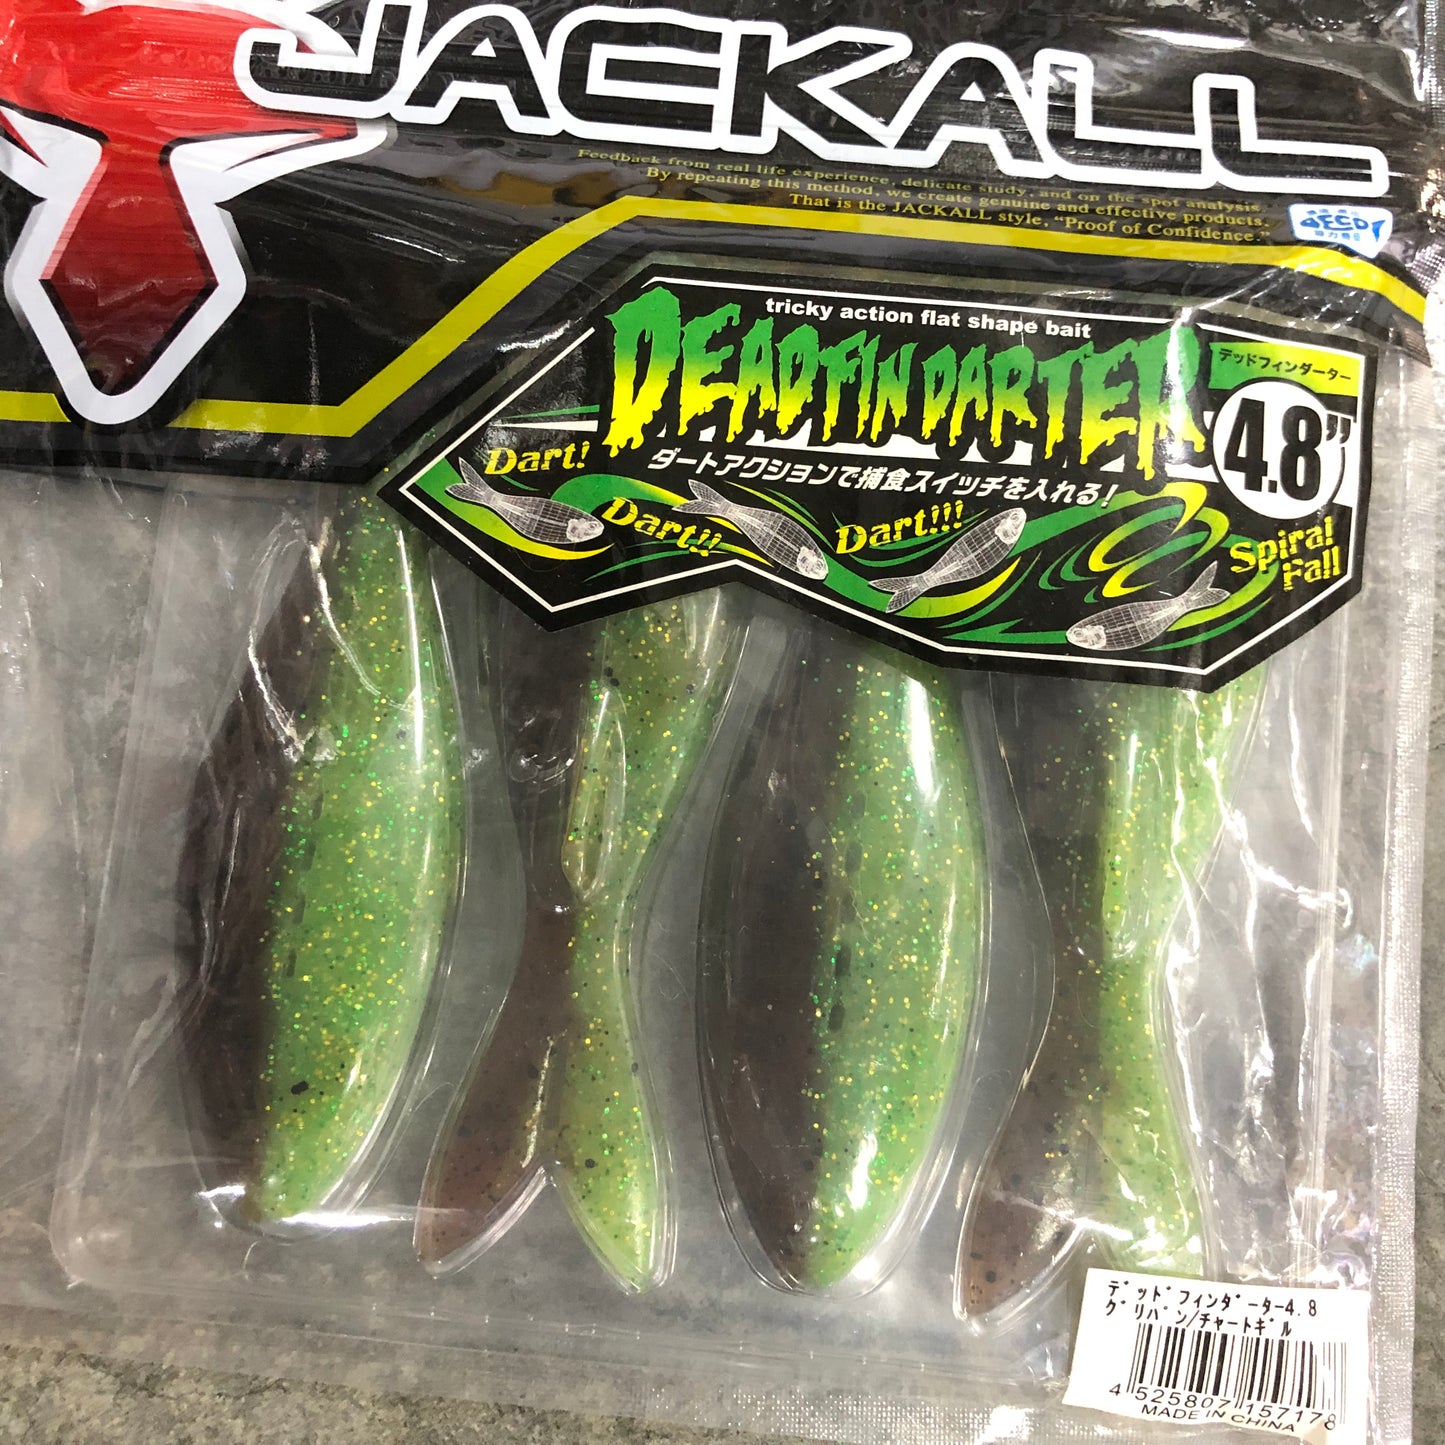 JACKALL
Feedback from real life experience, delicate study, and on the spot analysis.
By repeating this method, we create genuine and effective products.
That is the JACKALL style, "Proof of Confidence."
tricky action flat shape bait
DEADFIN DARTER
デッドフィンダーター
4.8"
ダートアクションで捕食スイッチを入れる!
Dart!
Dart!!
Dart!!!
Spiral
Fall
デッドフィンダーター4.8
グリパン/チャートギル
4 525807 157178
MADE IN CHINA